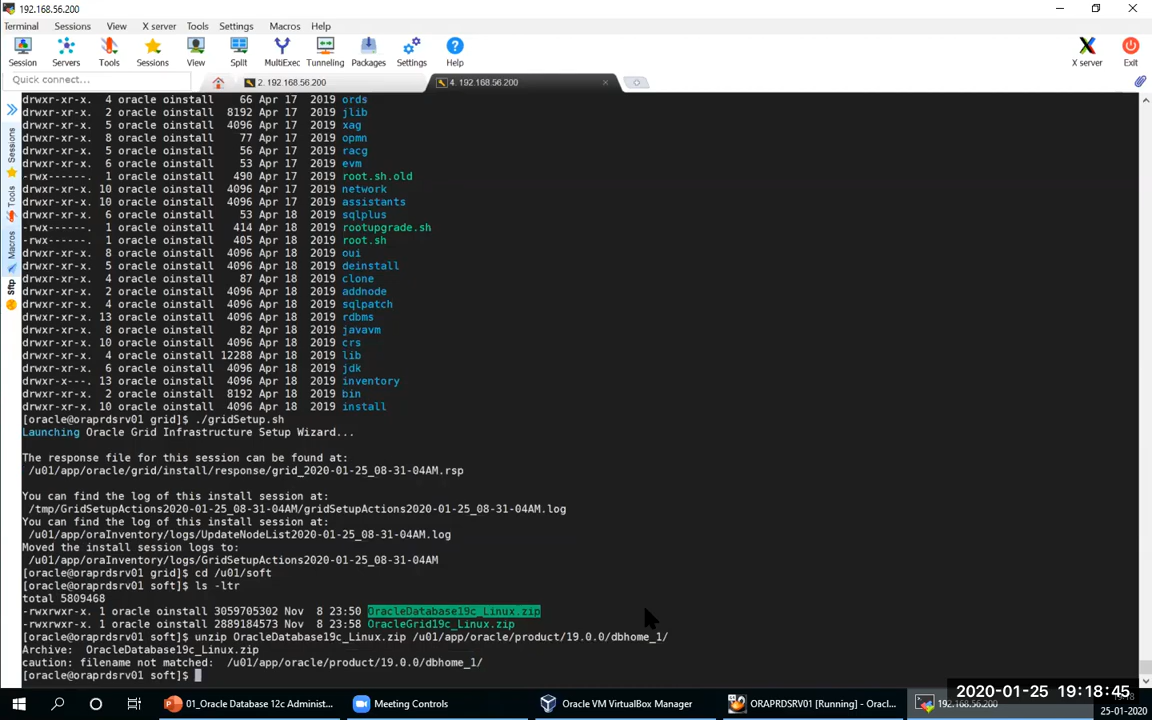 192.168.56.200
Terminal Sessions View X server Tools Settings Macros Help
Session Servers Tools Sessions View Split MultiExec Tunneling Packages Settings Help X server Exit
Quick connect... 2. 192.168.56.200 4. 192.168.56.200
Sessions
Tools
Macros
Sftp
drwxr-xr-x. 4 oracle oinstall 66 Apr 17 2019 ords
drwxr-xr-x. 2 oracle oinstall 8192 Apr 17 2019 jlib
drwxr-xr-x. 5 oracle oinstall 4096 Apr 17 2019 xag
drwxr-xr-x. 8 oracle oinstall 77 Apr 17 2019 opmn
drwxr-xr-x. 5 oracle oinstall 56 Apr 17 2019 racg
drwxr-xr-x. 6 oracle oinstall 53 Apr 17 2019 evm
-rwx------. 1 oracle oinstall 490 Apr 17 2019 root.sh.old
drwxr-xr-x. 10 oracle oinstall 4096 Apr 17 2019 network
drwxr-xr-x. 10 oracle oinstall 4096 Apr 17 2019 assistants
drwxr-xr-x. 6 oracle oinstall 53 Apr 18 2019 sqlplus
-rwx------. 1 oracle oinstall 414 Apr 18 2019 rootupgrade.sh
-rwx------. 1 oracle oinstall 405 Apr 18 2019 root.sh
drwxr-xr-x. 8 oracle oinstall 4096 Apr 18 2019 oui
drwxr-xr-x. 5 oracle oinstall 4096 Apr 18 2019 deinstall
drwxr-xr-x. 4 oracle oinstall 87 Apr 18 2019 clone
drwxr-xr-x. 2 oracle oinstall 4096 Apr 18 2019 addnode
drwxr-xr-x. 4 oracle oinstall 4096 Apr 18 2019 sqlpatch
drwxr-xr-x. 13 oracle oinstall 4096 Apr 18 2019 rdbms
drwxr-xr-x. 8 oracle oinstall 82 Apr 18 2019 javavm
drwxr-xr-x. 10 oracle oinstall 4096 Apr 18 2019 crs
drwxr-xr-x. 4 oracle oinstall 12288 Apr 18 2019 lib
drwxr-xr-x. 6 oracle oinstall 4096 Apr 18 2019 jdk
drwxr-x---. 13 oracle oinstall 4096 Apr 18 2019 inventory
drwxr-xr-x. 2 oracle oinstall 8192 Apr 18 2019 bin
drwxr-xr-x. 10 oracle oinstall 4096 Apr 18 2019 install
[oracle@oraprdsrv01 grid]$ ./gridSetup.sh
Launching Oracle Grid Infrastructure Setup Wizard...
The response file for this session can be found at:
/u01/app/oracle/grid/install/response/grid_2020-01-25_08-31-04AM.rsp
You can find the log of this install session at:
/tmp/GridSetupActions2020-01-25_08-31-04AM/gridSetupActions2020-01-25_08-31-04AM.log
You can find the log of this install session at:
/u01/app/oraInventory/logs/UpdateNodeList2020-01-25_08-31-04AM.log
Moved the install session logs to:
/u01/app/oraInventory/logs/GridSetupActions2020-01-25_08-31-04AM
[oracle@oraprdsrv01 grid]$ cd /u01/soft
[oracle@oraprdsrv01 soft]$ ls -ltr
total 5809468
-rwxrwxr-x. 1 oracle oinstall 3059705302 Nov 8 23:50 OracleDatabase19c_Linux.zip
-rwxrwxr-x. 1 oracle oinstall 2889184573 Nov 8 23:58 OracleGrid19c_Linux.zip
[oracle@oraprdsrv01 soft]$ unzip OracleDatabase19c_Linux.zip /u01/app/oracle/product/19.0.0/dbhome_1/
Archive: OracleDatabase19c_Linux.zip
caution: filename not matched: /u01/app/oracle/product/19.0.0/dbhome_1/
[oracle@oraprdsrv01 soft]$
2020-01-25 19:18:45
01_Oracle Database 12c Administ... Meeting Controls Oracle VM VirtualBox Manager ORAPRDSRV01 [Running] - Orac... 192.168.56.200
25-01-2020